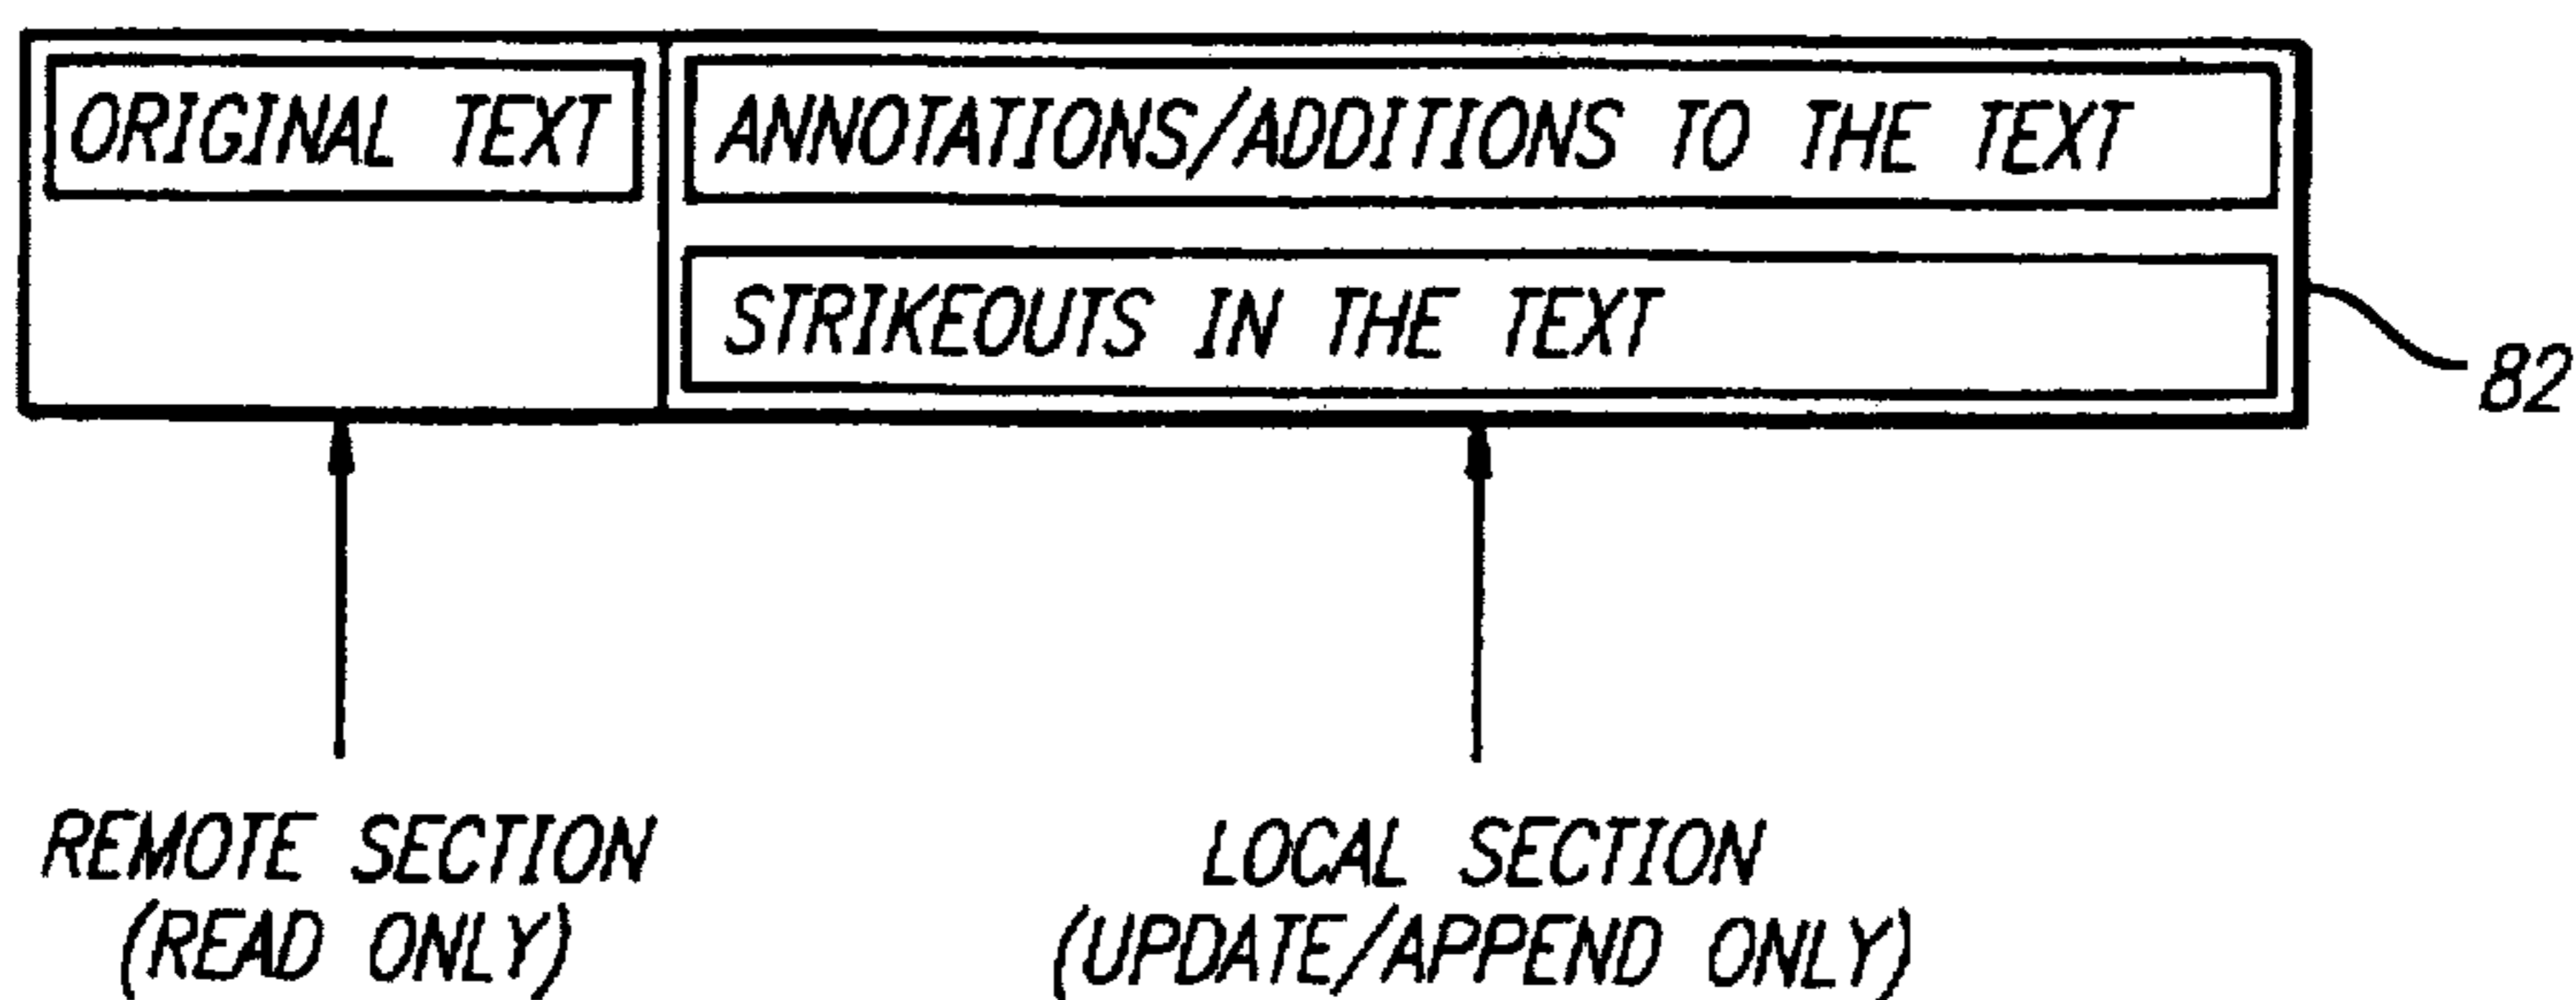 ORIGINAL TEXT
ANNOTATIONS/ADDITIONS TO THE TEXT
STRIKEOUTS IN THE TEXT
82
REMOTE SECTION
(READ ONLY)
LOCAL SECTION
(UPDATE/APPEND ONLY)